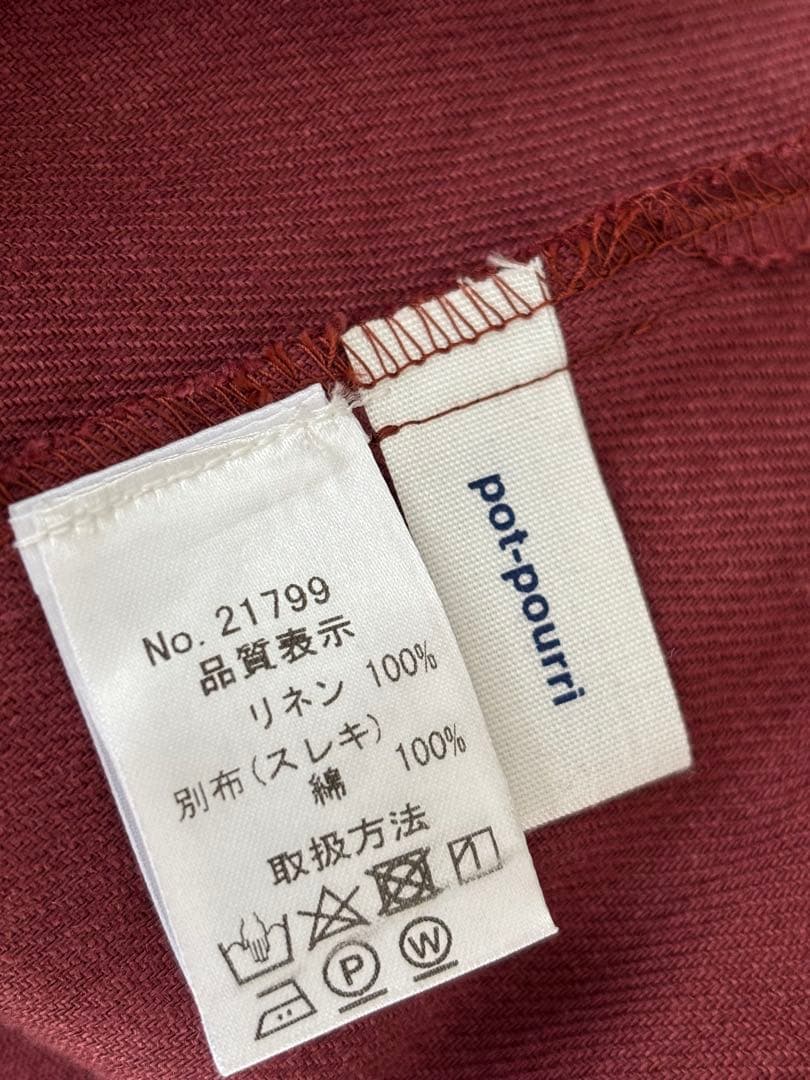 No. 21799
品質表示
リネン 100%
別布(スレキ)
綿 100%
取扱方法
P W
pot-pourri